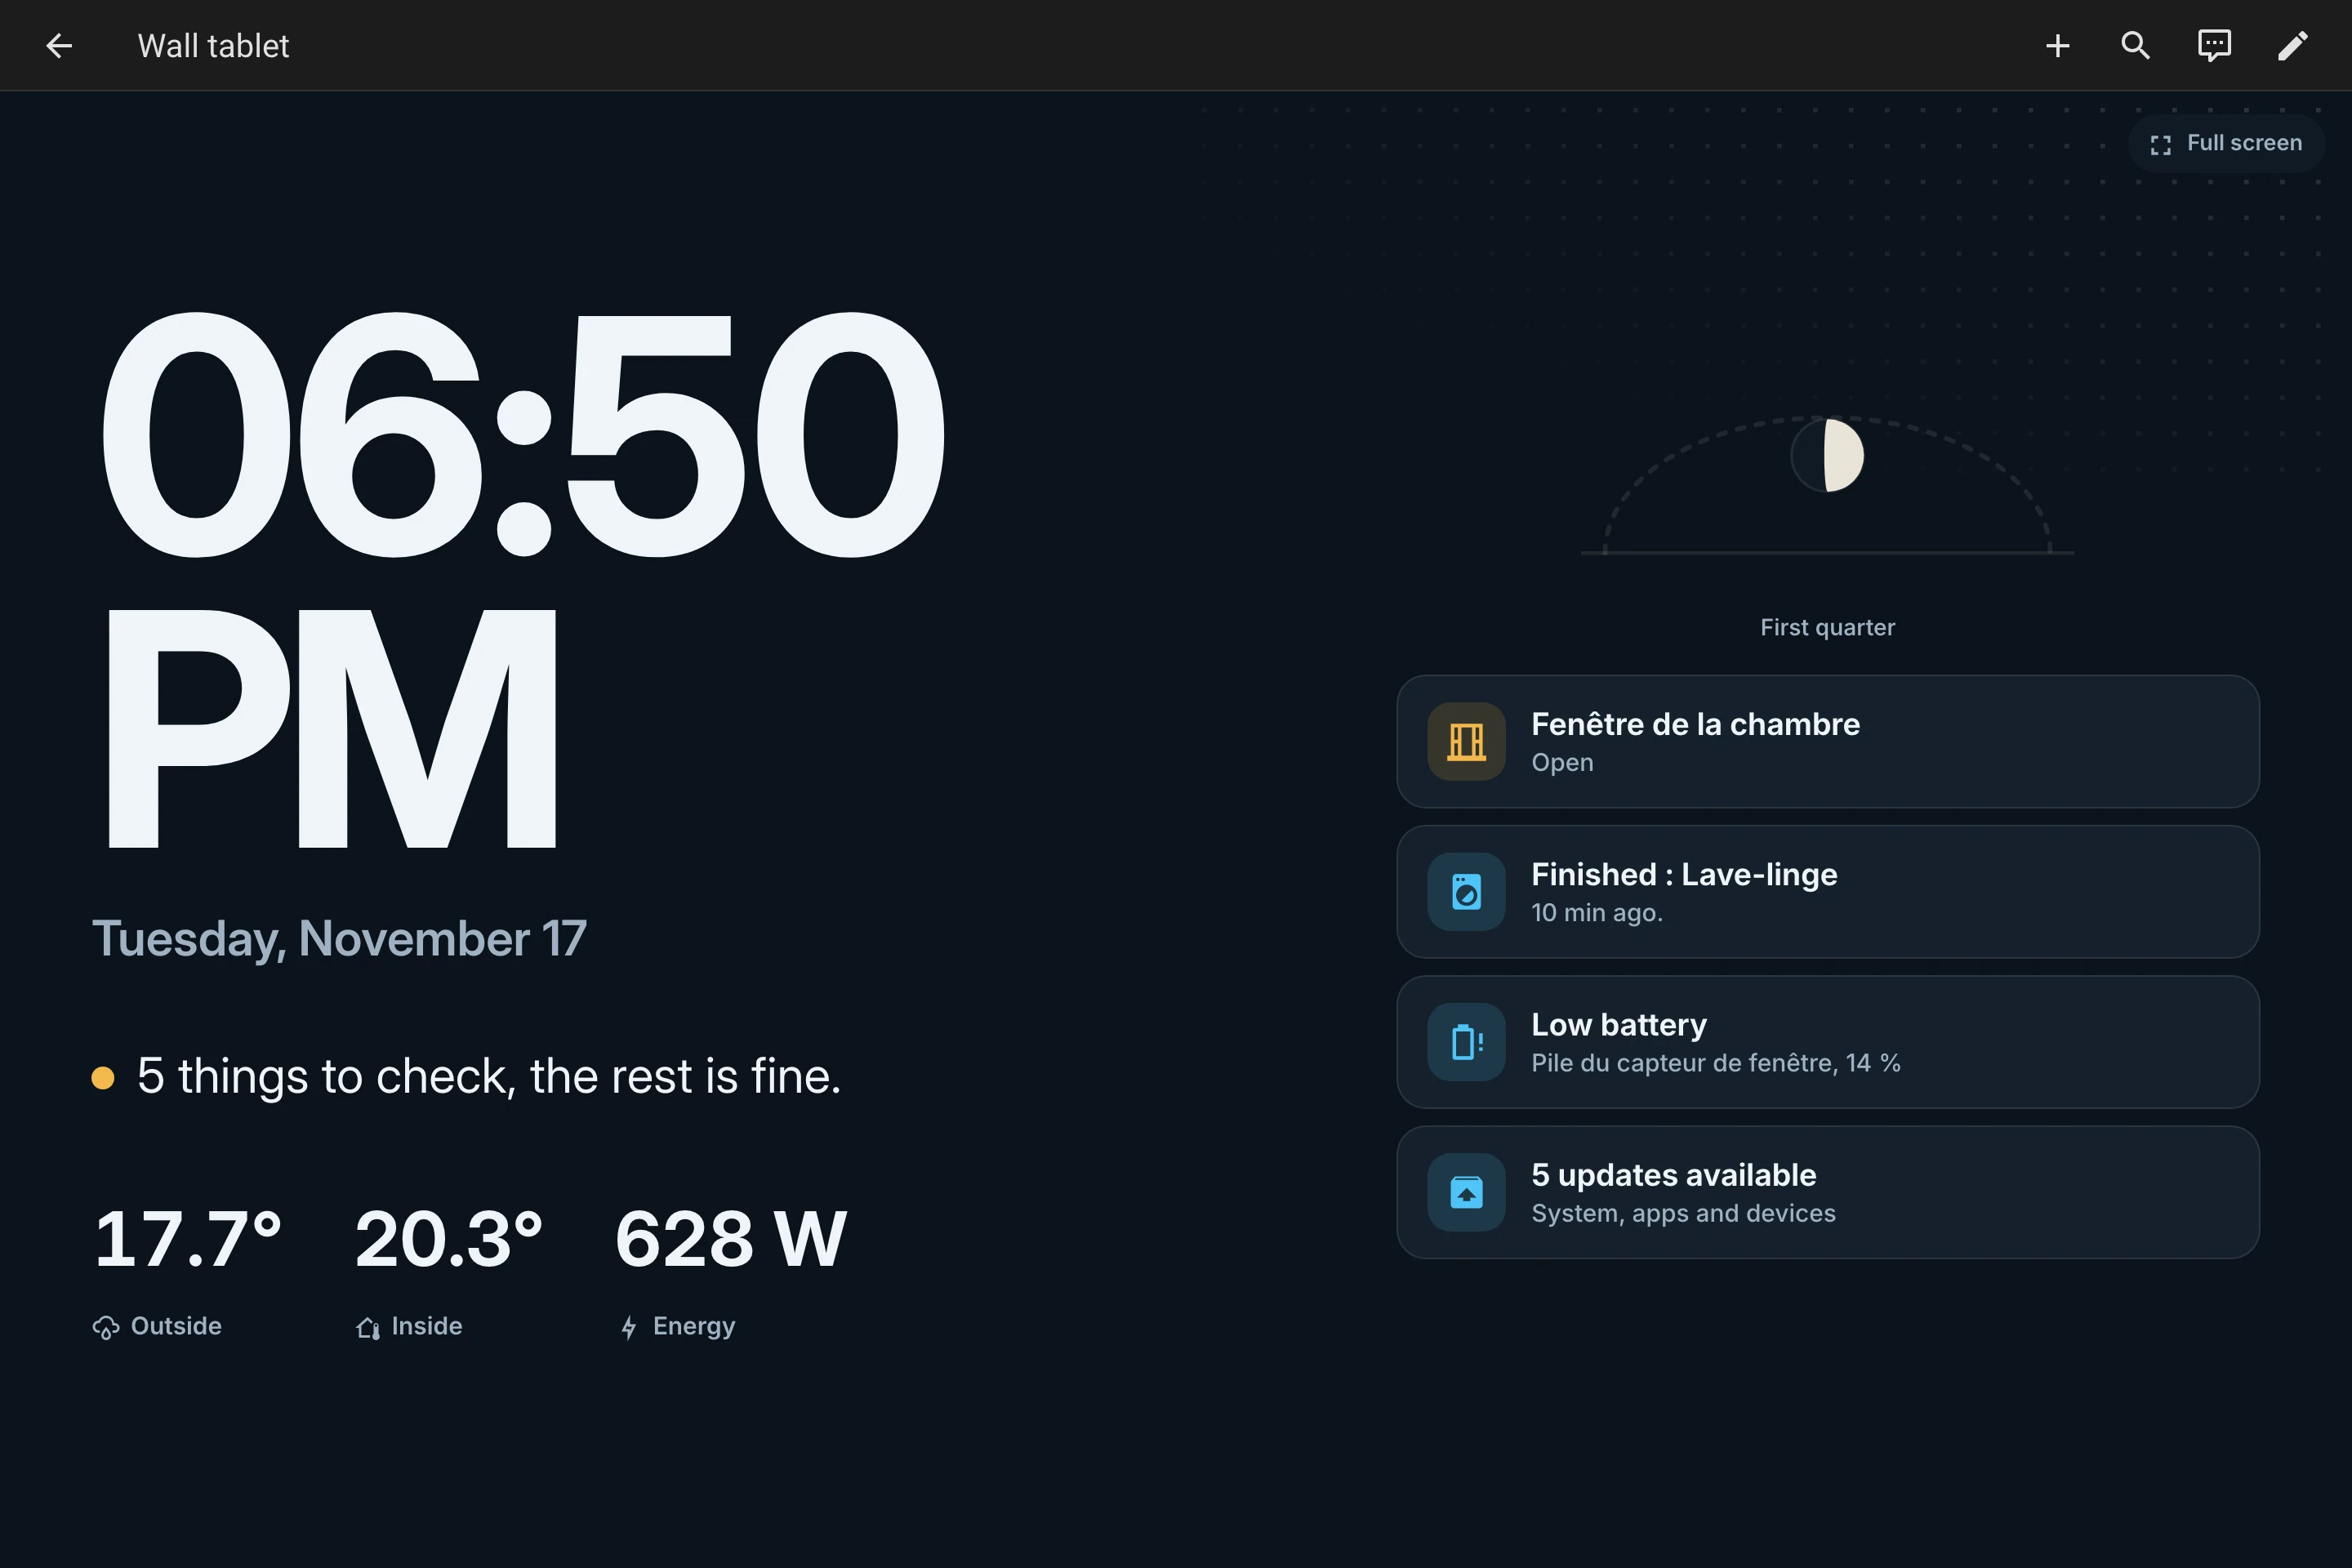 Wall tablet
Full screen
06:50
PM
Tuesday, November 17
5 things to check, the rest is fine.
17.7° 20.3° 628 W
Outside Inside Energy
First quarter
Fenêtre de la chambre
Open
Finished : Lave-linge
10 min ago.
Low battery
Pile du capteur de fenêtre, 14 %
5 updates available
System, apps and devices